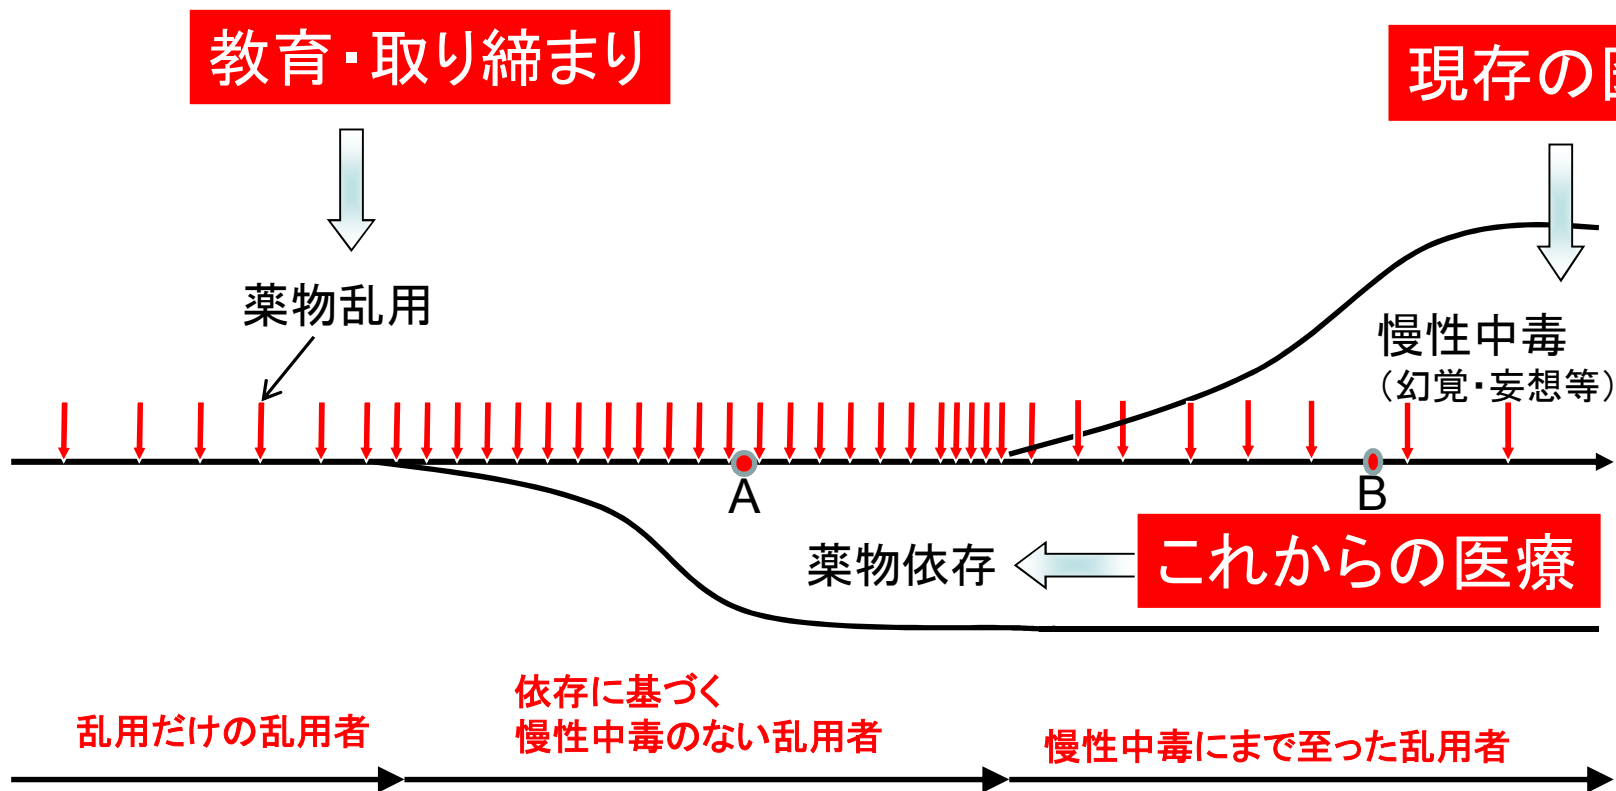 教育・取り締まり
現存の
薬物乱用
慢性中毒
（幻覚・妄想等）
A
B
薬物依存
これからの医療
依存に基づく
慢性中毒のない乱用者
乱用だけの乱用者
慢性中毒にまで至った乱用者